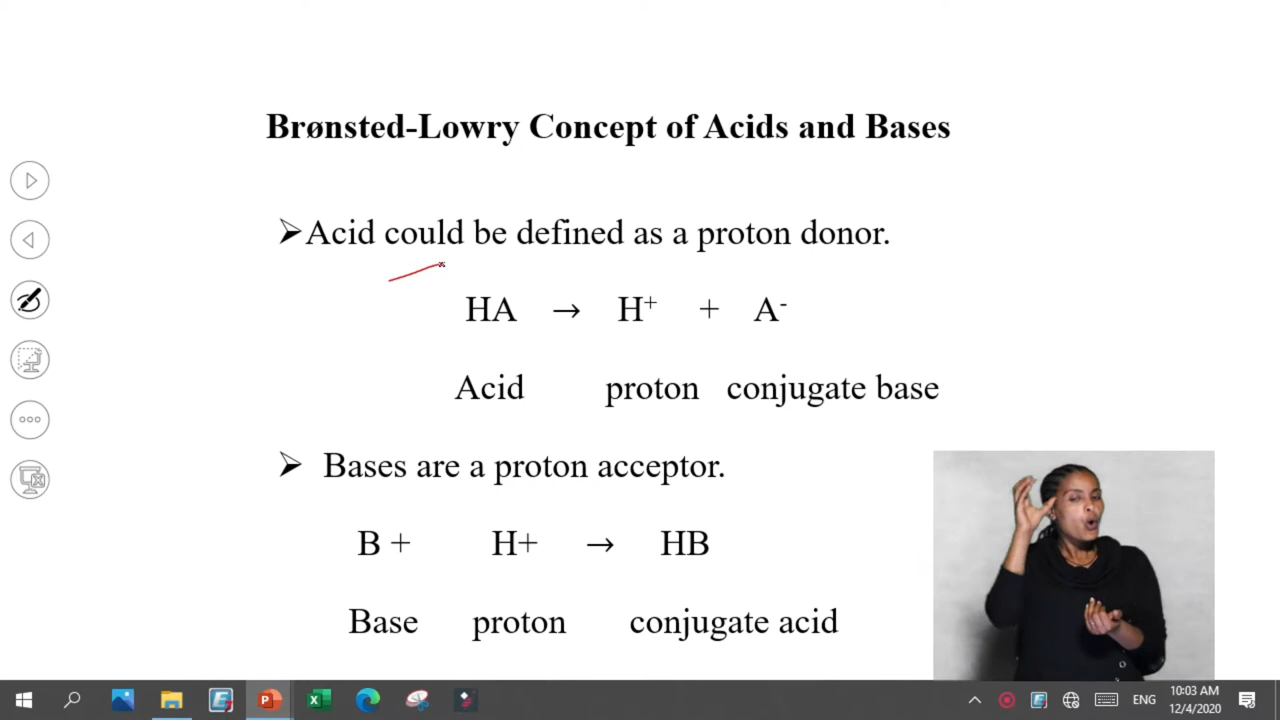 Brønsted-Lowry Concept of Acids and Bases
➢Acid could be defined as a proton donor.
HA → H⁺ + A⁻
Acid proton conjugate base
➢ Bases are a proton acceptor.
B + H+ → HB
Base proton conjugate acid
ENG
10:03 AM
12/4/2020